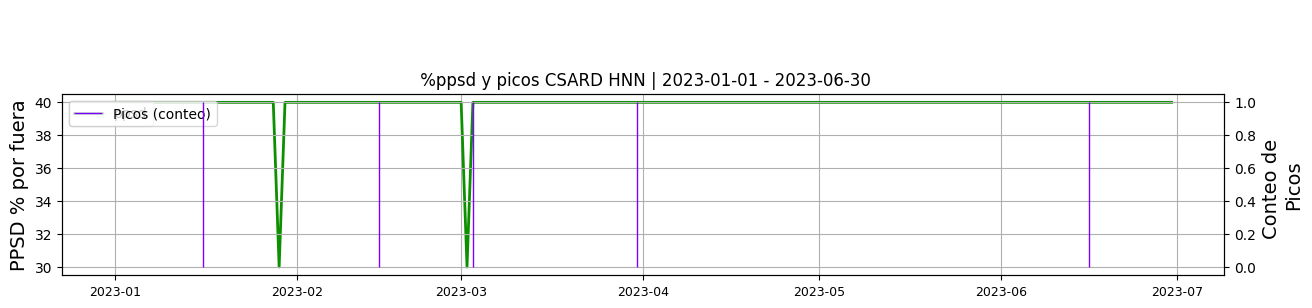 %ppsd y picos CSARD HNN | 2023-01-01 - 2023-06-30
PPSD % por fuera
40
38
36
34
32
30
Picos (conteo)
1.0
0.8
0.6
0.4
0.2
0.0
Conteo de
Picos
2023-01 2023-02 2023-03 2023-04 2023-05 2023-06 2023-07